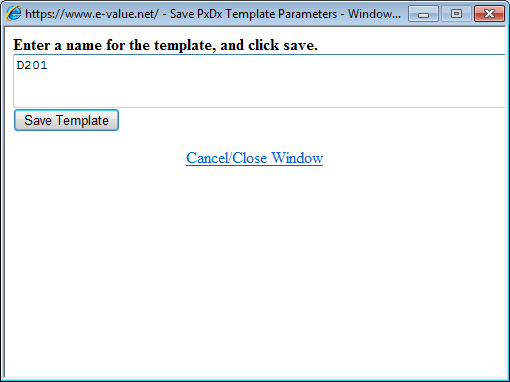 https://www.e-value.net/ - Save PxDx Template Parameters - Window...
Enter a name for the template, and click save.
D201
Save Template
Cancel/Close Window